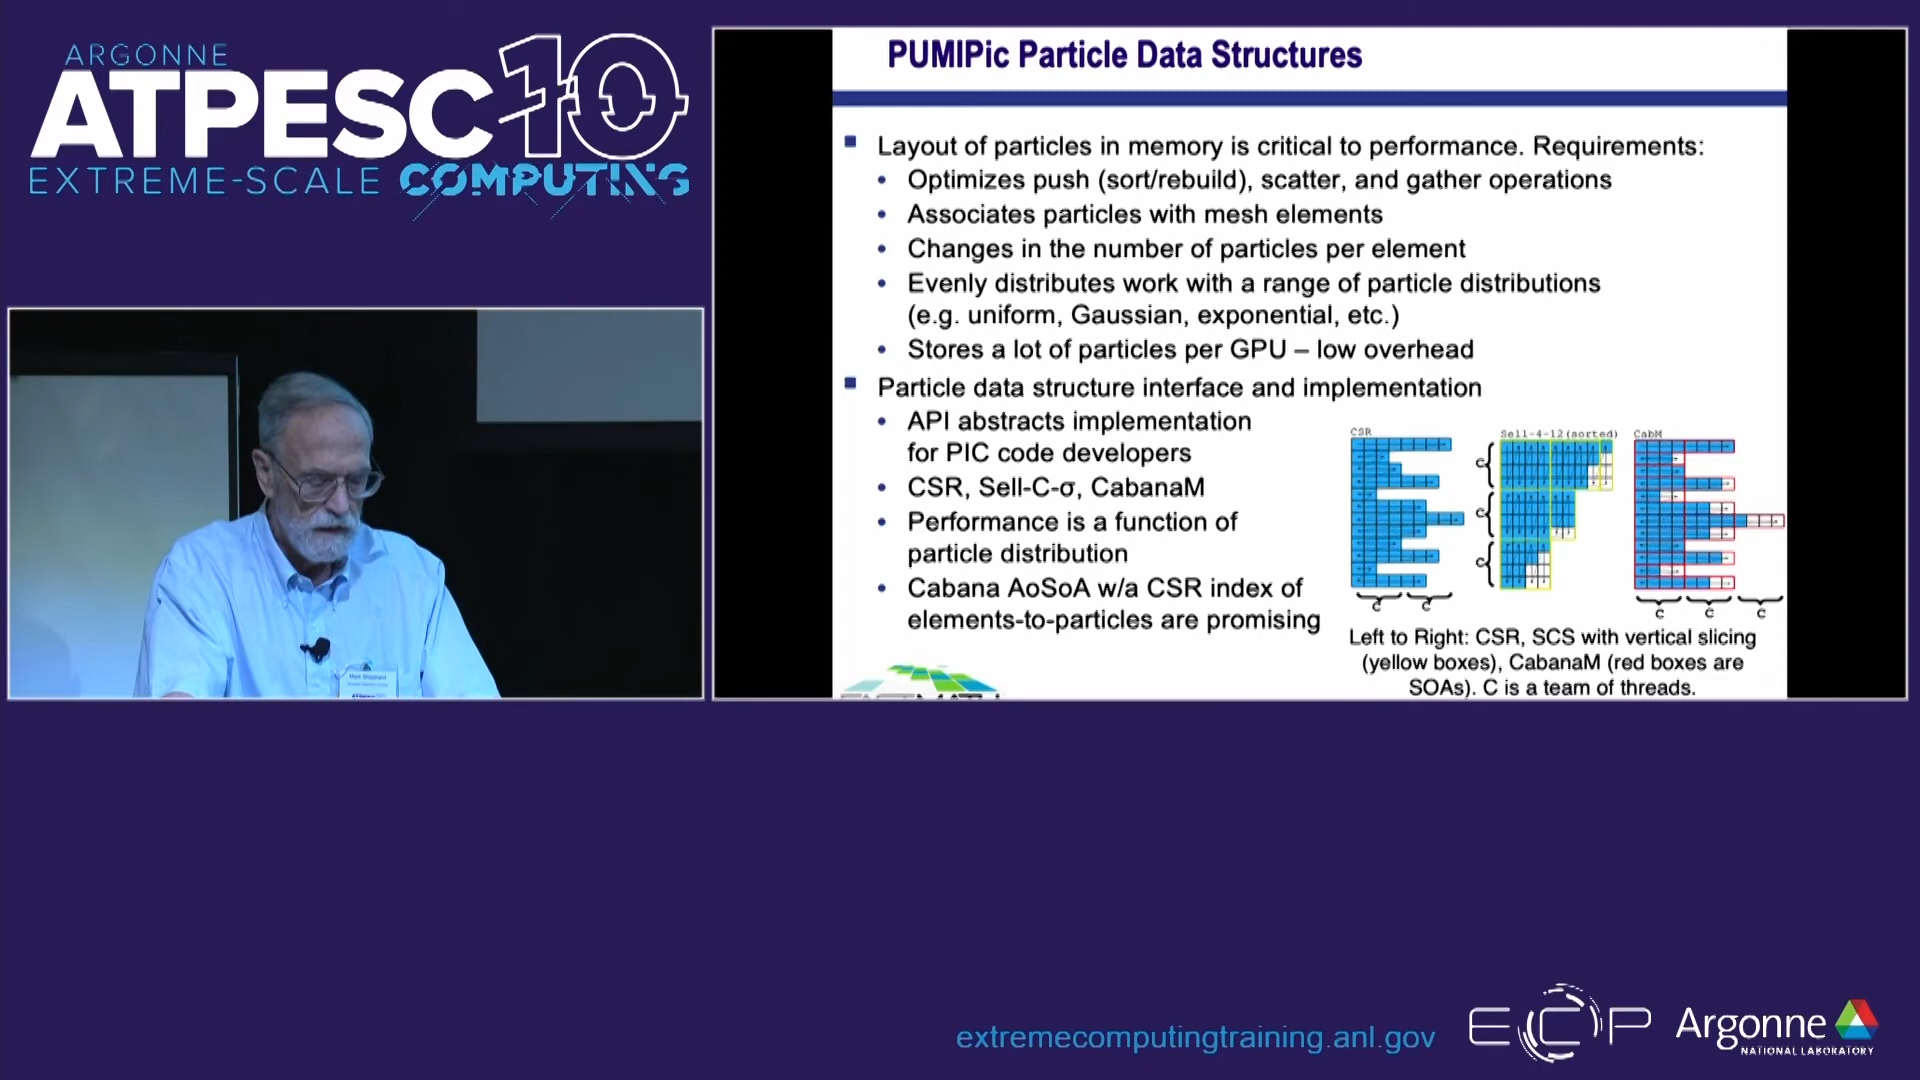 ARGONNE
ATPESC10
EXTREME-SCALE COMPUTING
PUMIPic Particle Data Structures
Layout of particles in memory is critical to performance. Requirements:
Optimizes push (sort/rebuild), scatter, and gather operations
Associates particles with mesh elements
Changes in the number of particles per element
Evenly distributes work with a range of particle distributions
(e.g. uniform, Gaussian, exponential, etc.)
Stores a lot of particles per GPU – low overhead
Particle data structure interface and implementation
API abstracts implementation
for PIC code developers
CSR, Sell-C-σ, CabanaM
Performance is a function of
particle distribution
Cabana AoSoA w/a CSR index of
elements-to-particles are promising
CSR
Sell-4-12(sorted)
CabM
C
C
C
C
C
C
C
C
Left to Right: CSR, SCS with vertical slicing
(yellow boxes), CabanaM (red boxes are
SOAs). C is a team of threads.
Mark Shephard
extremecomputingtraining.anl.gov
ECP
Argonne
NATIONAL LABORATORY